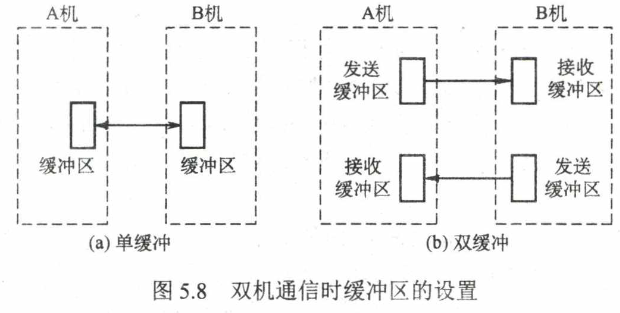 A机
B机
缓冲区
缓冲区
(a) 单缓冲
A机
B机
发送
缓冲区
接收
缓冲区
接收
缓冲区
发送
缓冲区
(b) 双缓冲
图 5.8 双机通信时缓冲区的设置